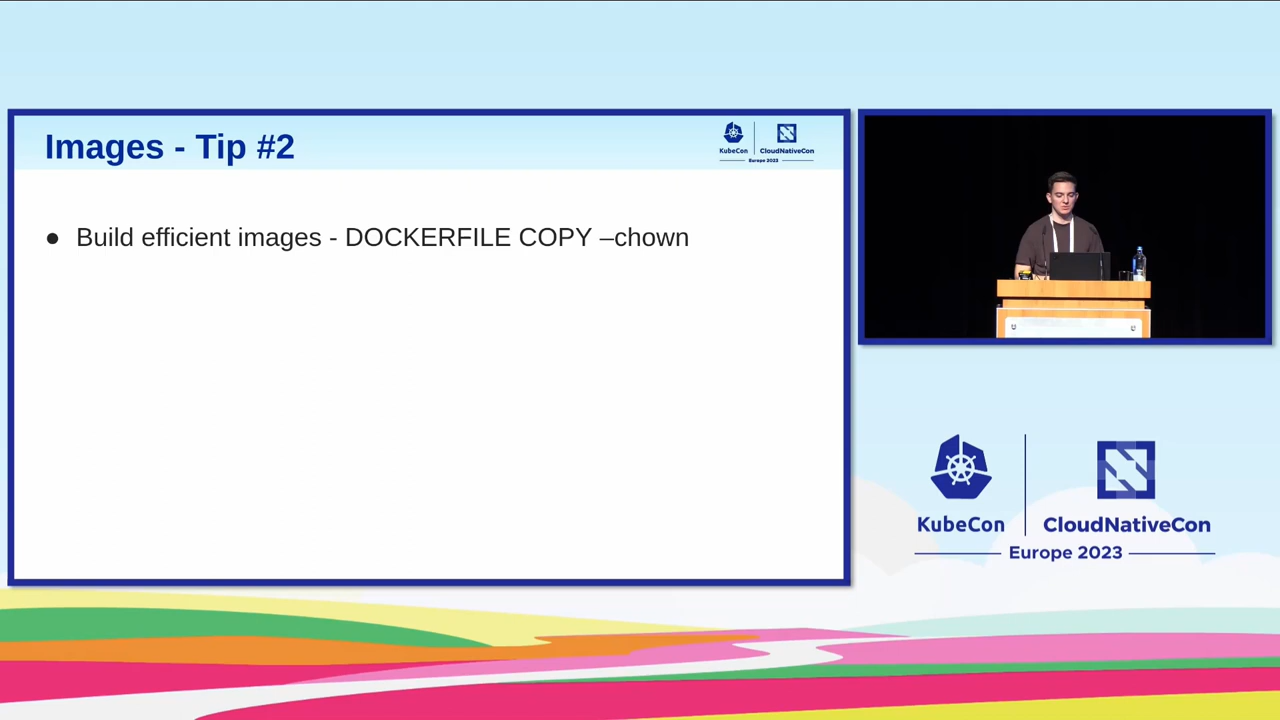 Images - Tip #2
KubeCon
CloudNativeCon
Europe 2023
● Build efficient images - DOCKERFILE COPY –chown
KubeCon
CloudNativeCon
Europe 2023